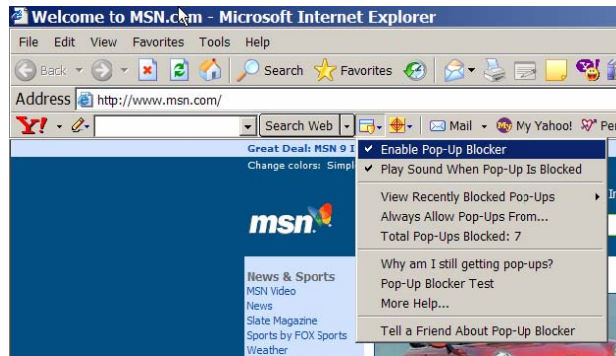 Welcome to MSN.com - Microsoft Internet Explorer
File Edit View Favorites Tools Help
Back Search Favorites
Address http://www.msn.com/
Y! Search Web Mail My Yahoo!
Great Deal: MSN 9
Change colors:
Enable Pop-Up Blocker
Play Sound When Pop-Up Is Blocked
View Recently Blocked Pop-Ups
Always Allow Pop-Ups From...
Total Pop-Ups Blocked: 7
Why am I still getting pop-ups?
Pop-Up Blocker Test
More Help...
Tell a Friend About Pop-Up Blocker
msn
News & Sports
MSN Video
News
Slate Magazine
Sports by FOX Sports
Weather